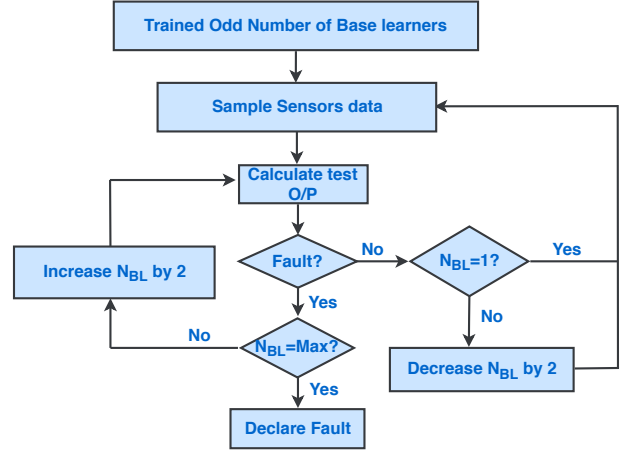 Trained Odd Number of Base learners
Sample Sensors data
Calculate test
O/P
Fault?
No
N_BL=1?
Yes
Increase N_BL by 2
Yes
No
No
N_BL=Max?
Decrease N_BL by 2
Yes
Declare Fault